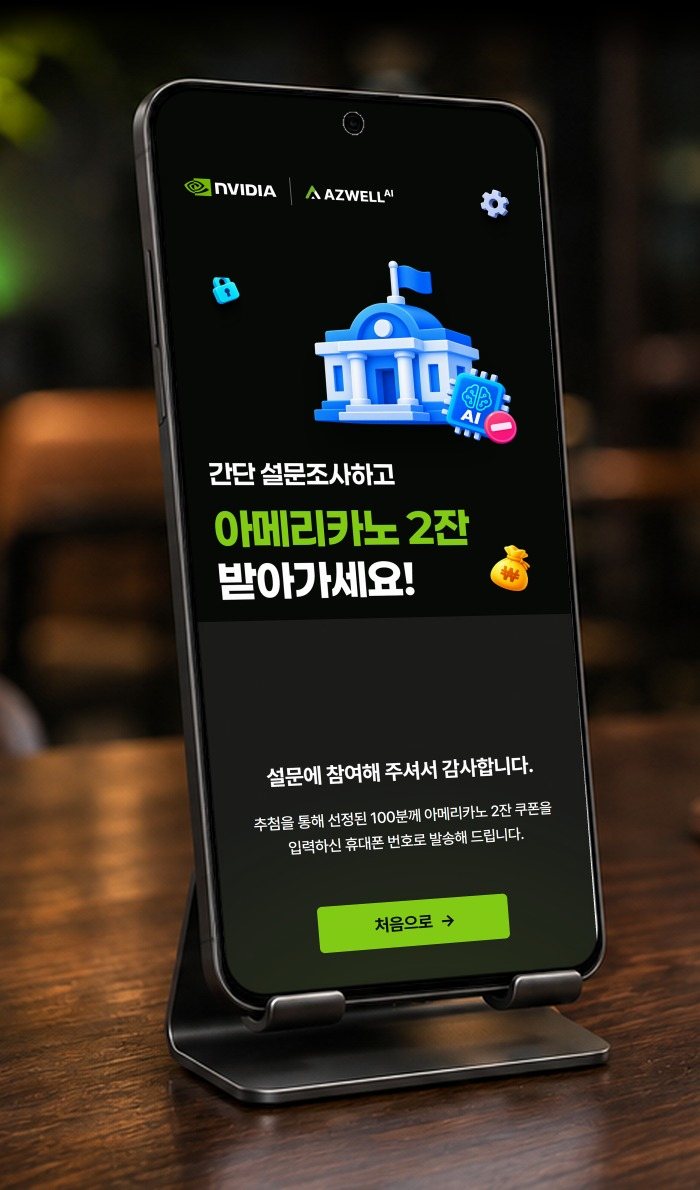 NVIDIA
AZWELL AI
간단 설문조사하고
AI
아메리카노 2잔
받아가세요!
₩
설문에 참여해 주셔서 감사합니다.
추첨을 통해 선정된 100분께 아메리카노 2잔 쿠폰을
입력하신 휴대폰 번호로 발송해 드립니다.
처음으로 →